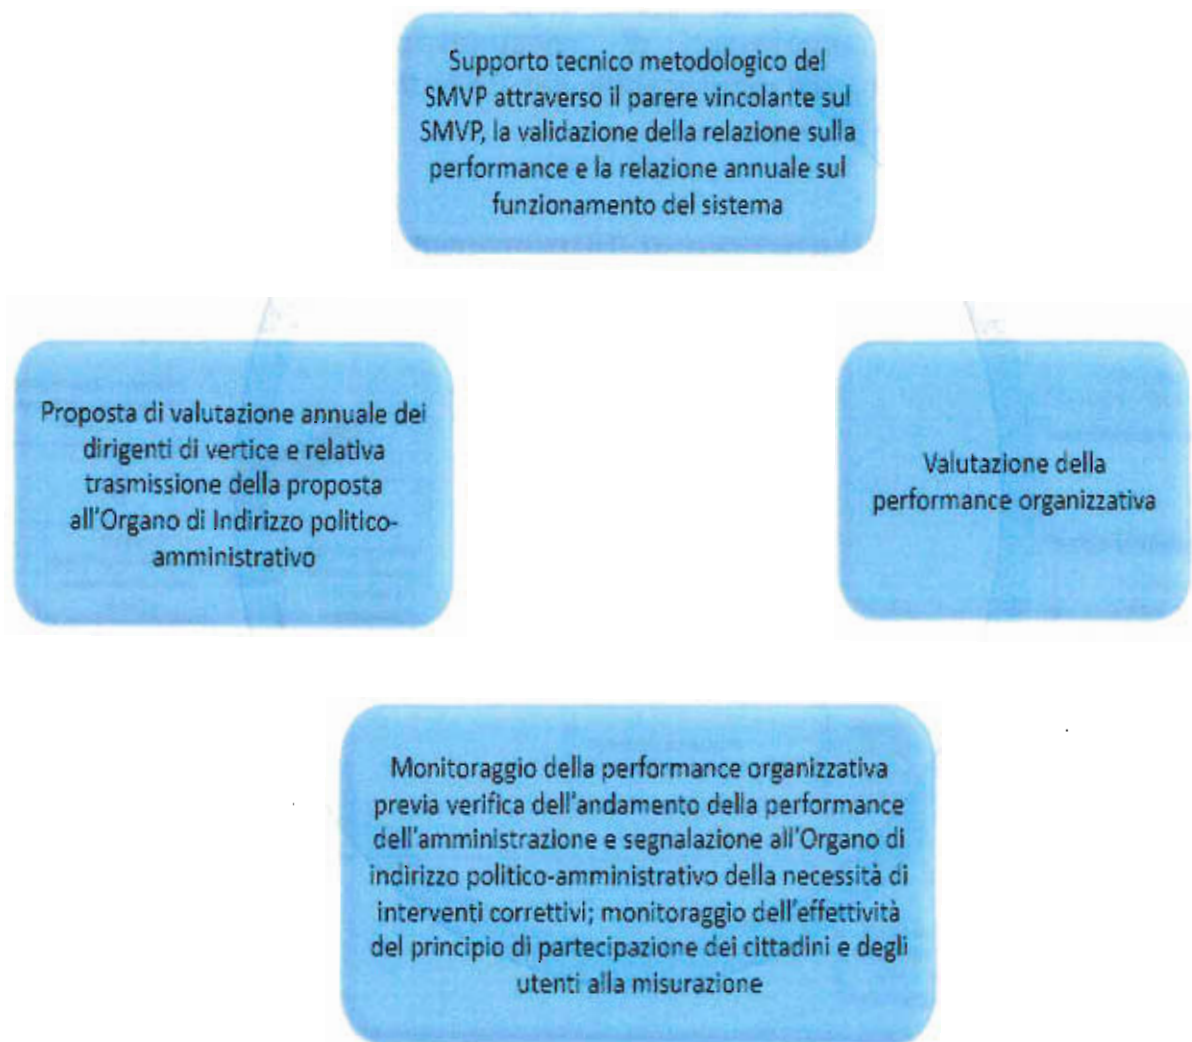 Supporto tecnico metodologico del
SMVP attraverso il parere vincolante sul
SMVP, la validazione della relazione sulla
performance e la relazione annuale sul
funzionamento del sistema
Proposta di valutazione annuale dei
dirigenti di vertice e relativa
trasmissione della proposta
all'Organo di Indirizzo politico-
amministrativo
Valutazione della
performance organizzativa
Monitoraggio della performance organizzativa
previa verifica dell'andamento della performance
dell'amministrazione e segnalazione all'Organo di
indirizzo politico-amministrativo della necessità di
interventi correttivi; monitoraggio dell'effettività
del principio di partecipazione dei cittadini e degli
utenti alla misurazione